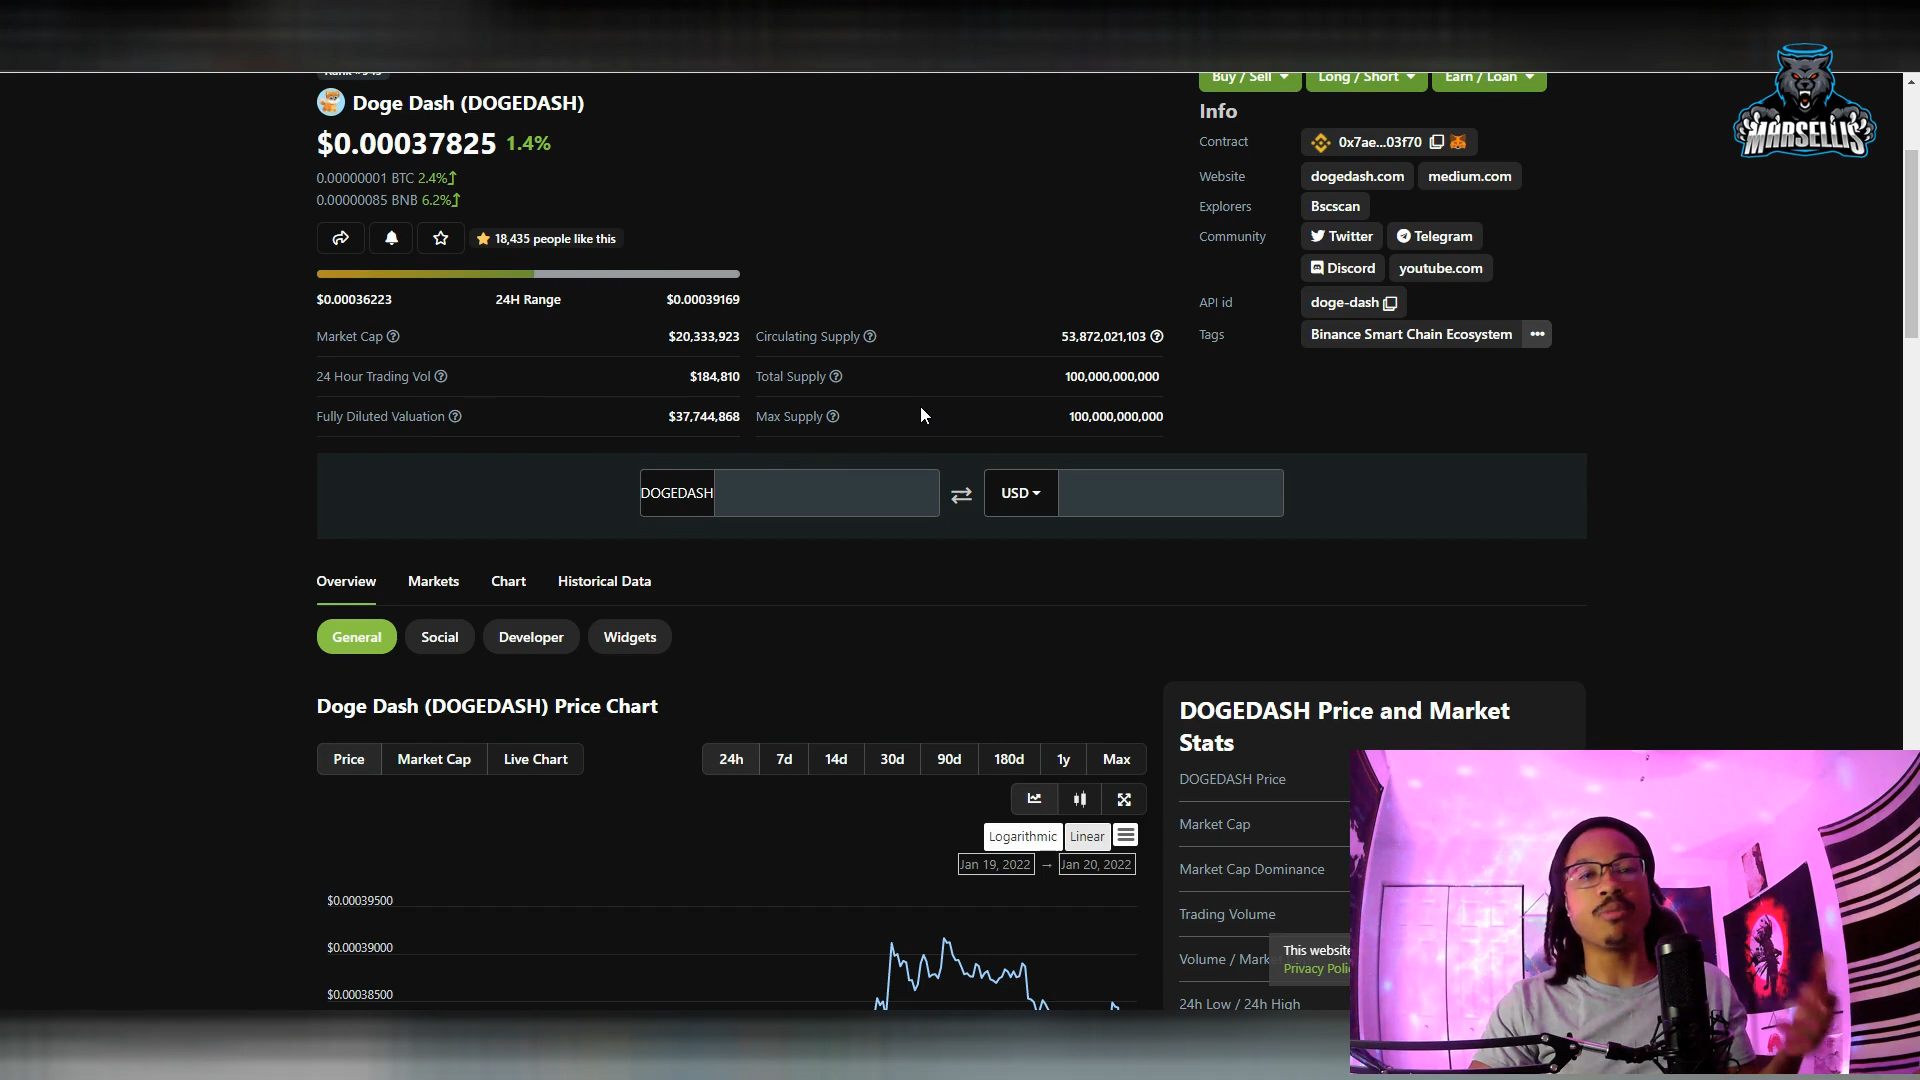 Buy / Sell Long / Short Earn / Loan
MARSELLIS
Doge Dash (DOGEDASH)
$0.00037825 1.4%
0.00000001 BTC 2.4%
0.00000085 BNB 6.2%
18,435 people like this
$0.00036223 24H Range $0.00039169
Market Cap $20,333,923
24 Hour Trading Vol $184,810
Fully Diluted Valuation $37,744,868
Circulating Supply 53,872,021,103
Total Supply 100,000,000,000
Max Supply 100,000,000,000
Info
Contract 0x7ae...03f70
Website dogedash.com medium.com
Explorers Bscscan
Community Twitter Telegram
Discord youtube.com
API id doge-dash
Tags Binance Smart Chain Ecosystem
DOGEDASH USD
Overview Markets Chart Historical Data
General Social Developer Widgets
Doge Dash (DOGEDASH) Price Chart
Price Market Cap Live Chart 24h 7d 14d 30d 90d 180d 1y Max
Logarithmic Linear
Jan 19, 2022 → Jan 20, 2022
$0.00039500
$0.00039000
$0.00038500
DOGEDASH Price and Market
Stats
DOGEDASH Price
Market Cap
Market Cap Dominance
Trading Volume
Volume / Mark
24h Low / 24h High
This website
Privacy Poli